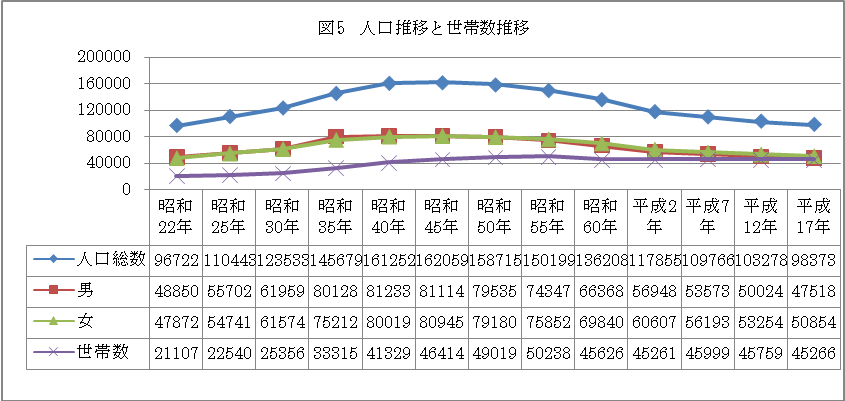 図5　人口推移と世帯数推移
200000
160000
120000
80000
40000
0
昭和22年 昭和25年 昭和30年 昭和35年 昭和40年 昭和45年 昭和50年 昭和55年 昭和60年 平成2年 平成7年 平成12年 平成17年
人口総数 96722 110443 123533 145679 161252 162059 158715 150199 136208 117855 109766 103278 98373
男 48850 55702 61959 80128 81233 81114 79535 74347 66368 56948 53573 50024 47518
女 47872 54741 61574 75212 80019 80945 79180 75852 69840 60607 56193 53254 50854
世帯数 21107 22540 25356 33315 41329 46414 49019 50238 45626 45261 45999 45759 45266